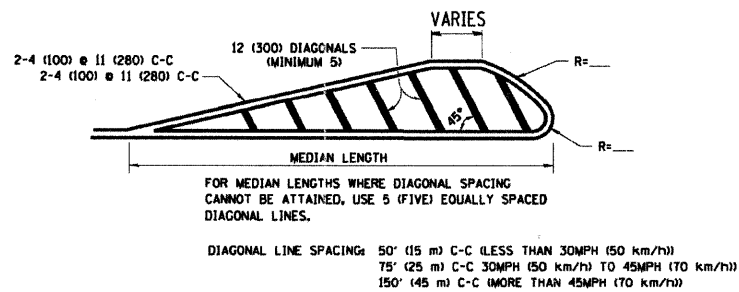 VARIES
2-4 (100) @ 11 (280) C-C
2-4 (100) @ 11 (280) C-C
12 (300) DIAGONALS
(MINIMUM 5)
R=___
45°
R=___
MEDIAN LENGTH
FOR MEDIAN LENGTHS WHERE DIAGONAL SPACING
CANNOT BE ATTAINED, USE 5 (FIVE) EQUALLY SPACED
DIAGONAL LINES.
DIAGONAL LINE SPACING: 50' (15 m) C-C (LESS THAN 30MPH (50 km/h))
75' (25 m) C-C 30MPH (50 km/h) TO 45MPH (70 km/h))
150' (45 m) C-C (MORE THAN 45MPH (70 km/h))